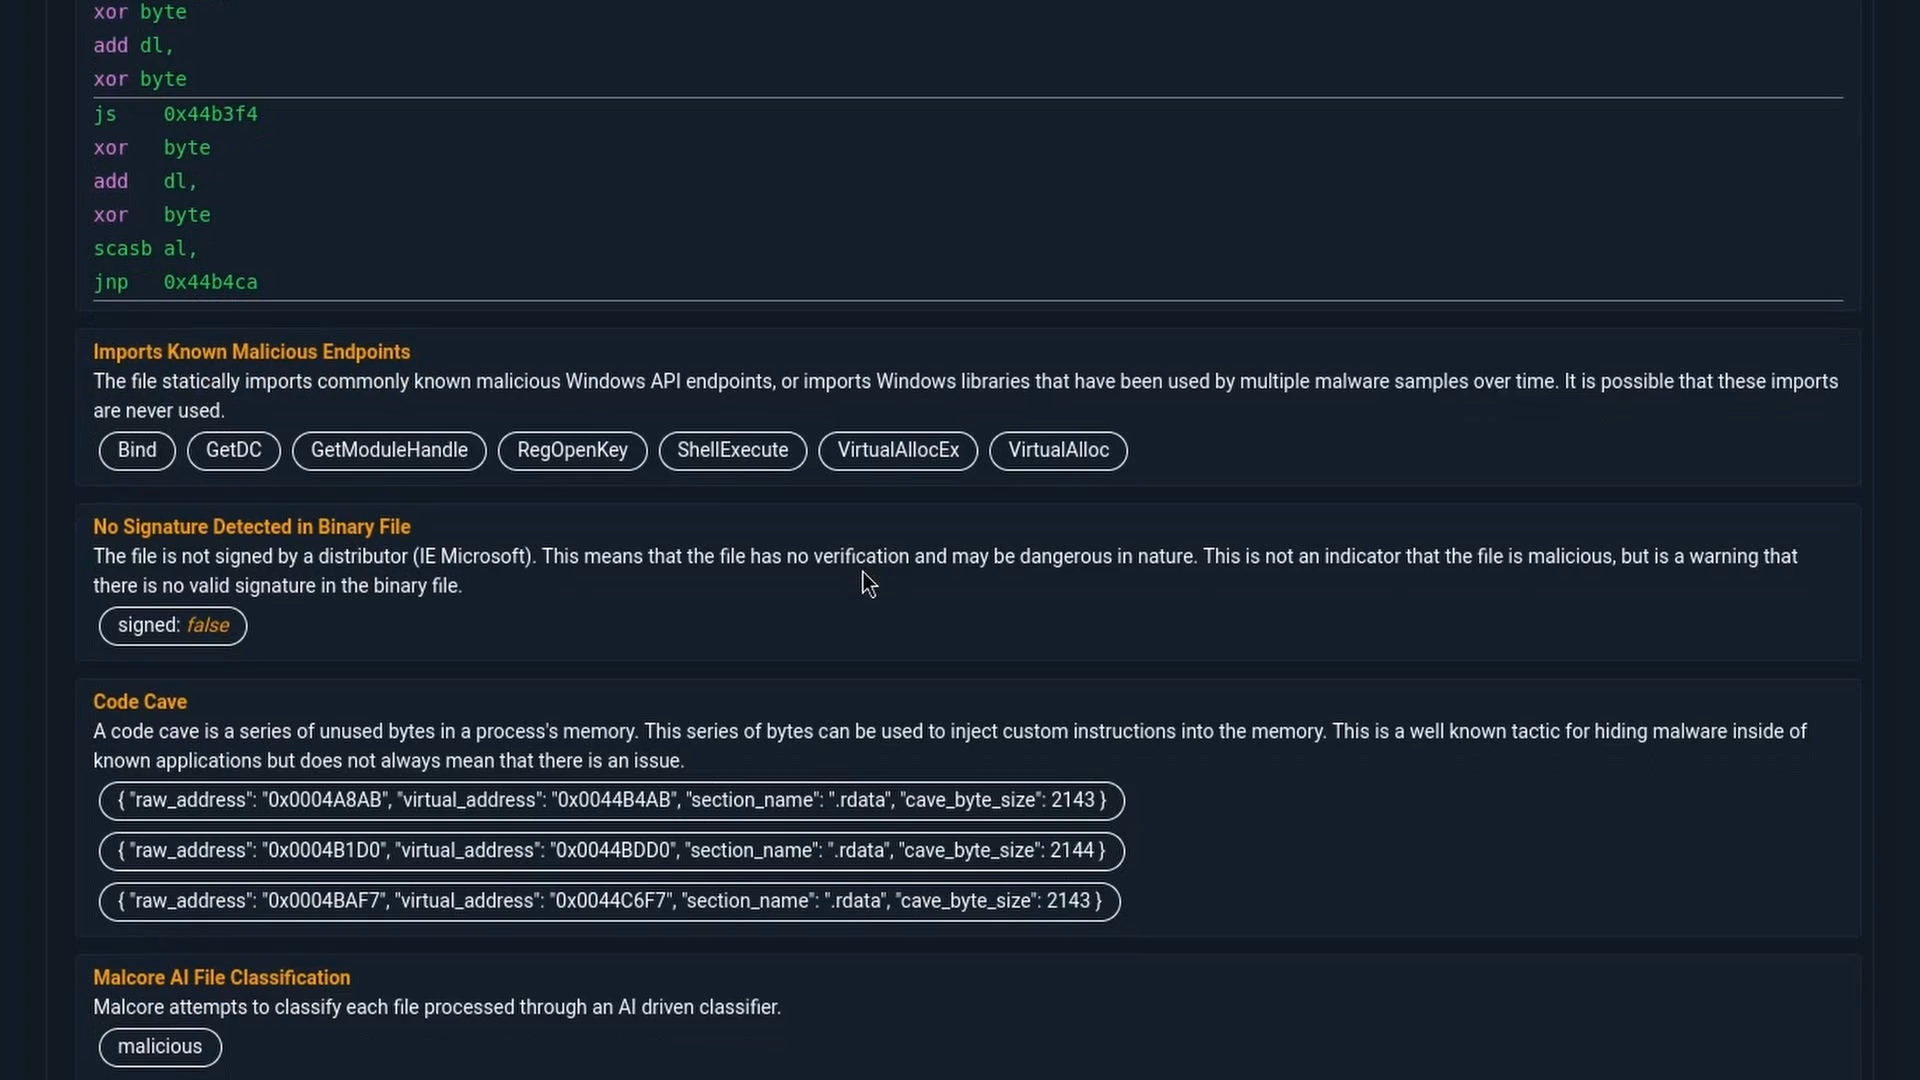 xor byte
add dl,
xor byte
js 0x44b3f4
xor byte
add dl,
xor byte
scasb al,
jnp 0x44b4ca
Imports Known Malicious Endpoints
The file statically imports commonly known malicious Windows API endpoints, or imports Windows libraries that have been used by multiple malware samples over time. It is possible that these imports
are never used.
Bind GetDC GetModuleHandle RegOpenKey ShellExecute VirtualAllocEx VirtualAlloc
No Signature Detected in Binary File
The file is not signed by a distributor (IE Microsoft). This means that the file has no verification and may be dangerous in nature. This is not an indicator that the file is malicious, but is a warning that
there is no valid signature in the binary file.
signed: false
Code Cave
A code cave is a series of unused bytes in a process's memory. This series of bytes can be used to inject custom instructions into the memory. This is a well known tactic for hiding malware inside of
known applications but does not always mean that there is an issue.
{ "raw_address": "0x0004A8AB", "virtual_address": "0x0044B4AB", "section_name": ".rdata", "cave_byte_size": 2143 }
{ "raw_address": "0x0004B1D0", "virtual_address": "0x0044BDD0", "section_name": ".rdata", "cave_byte_size": 2144 }
{ "raw_address": "0x0004BAF7", "virtual_address": "0x0044C6F7", "section_name": ".rdata", "cave_byte_size": 2143 }
Malcore AI File Classification
Malcore attempts to classify each file processed through an AI driven classifier.
malicious